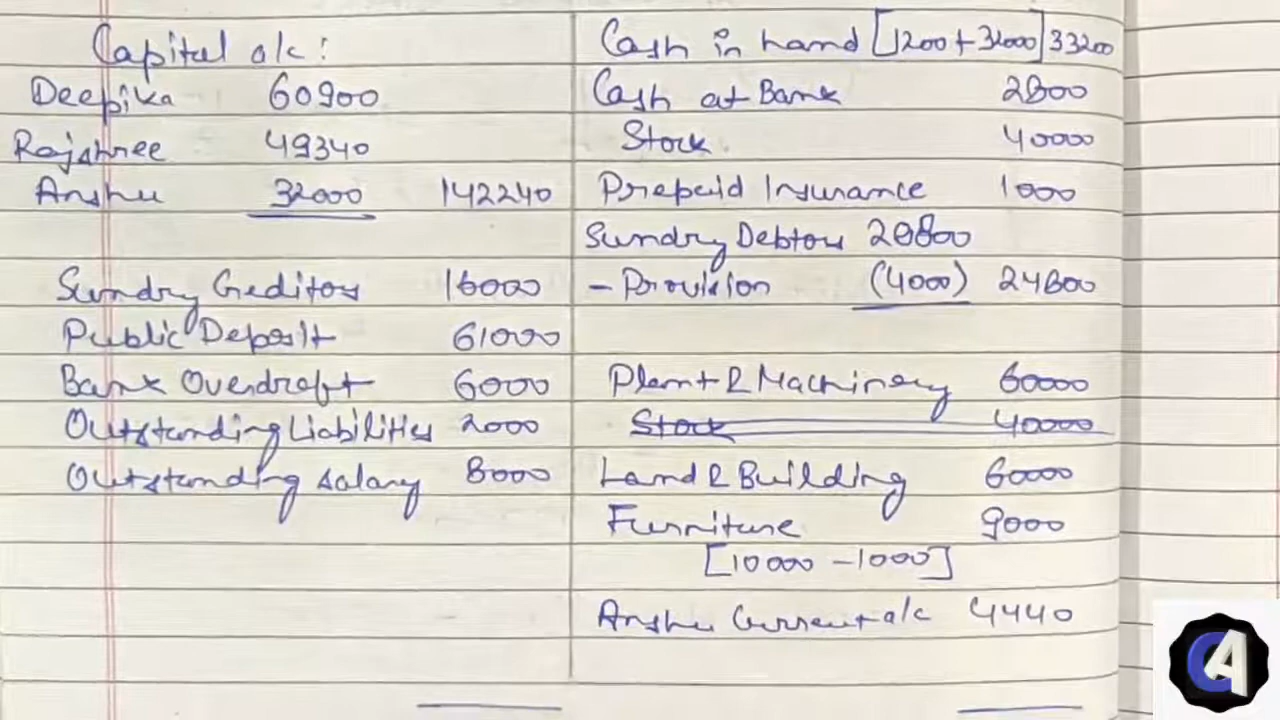 Capital a/c:
Deepika 60900
Rajshree 49340
Anshu 32000 142240
Sundry Creditors 16000
Public Deposit 61000
Bank Overdraft 6000
Outstanding Liabilities 2000
Outstanding salary 8000
Cash in hand [1200+32000] 33200
Cash at Bank 2800
Stock 40000
Prepaid Insurance 1000
Sundry Debtors 28800
- Provision (4000) 24800
Plant & Machinery 60000
Stock 40000
Land & Building 60000
Furniture 9000
[10000 - 1000]
Anshu Current a/c 4440
CA